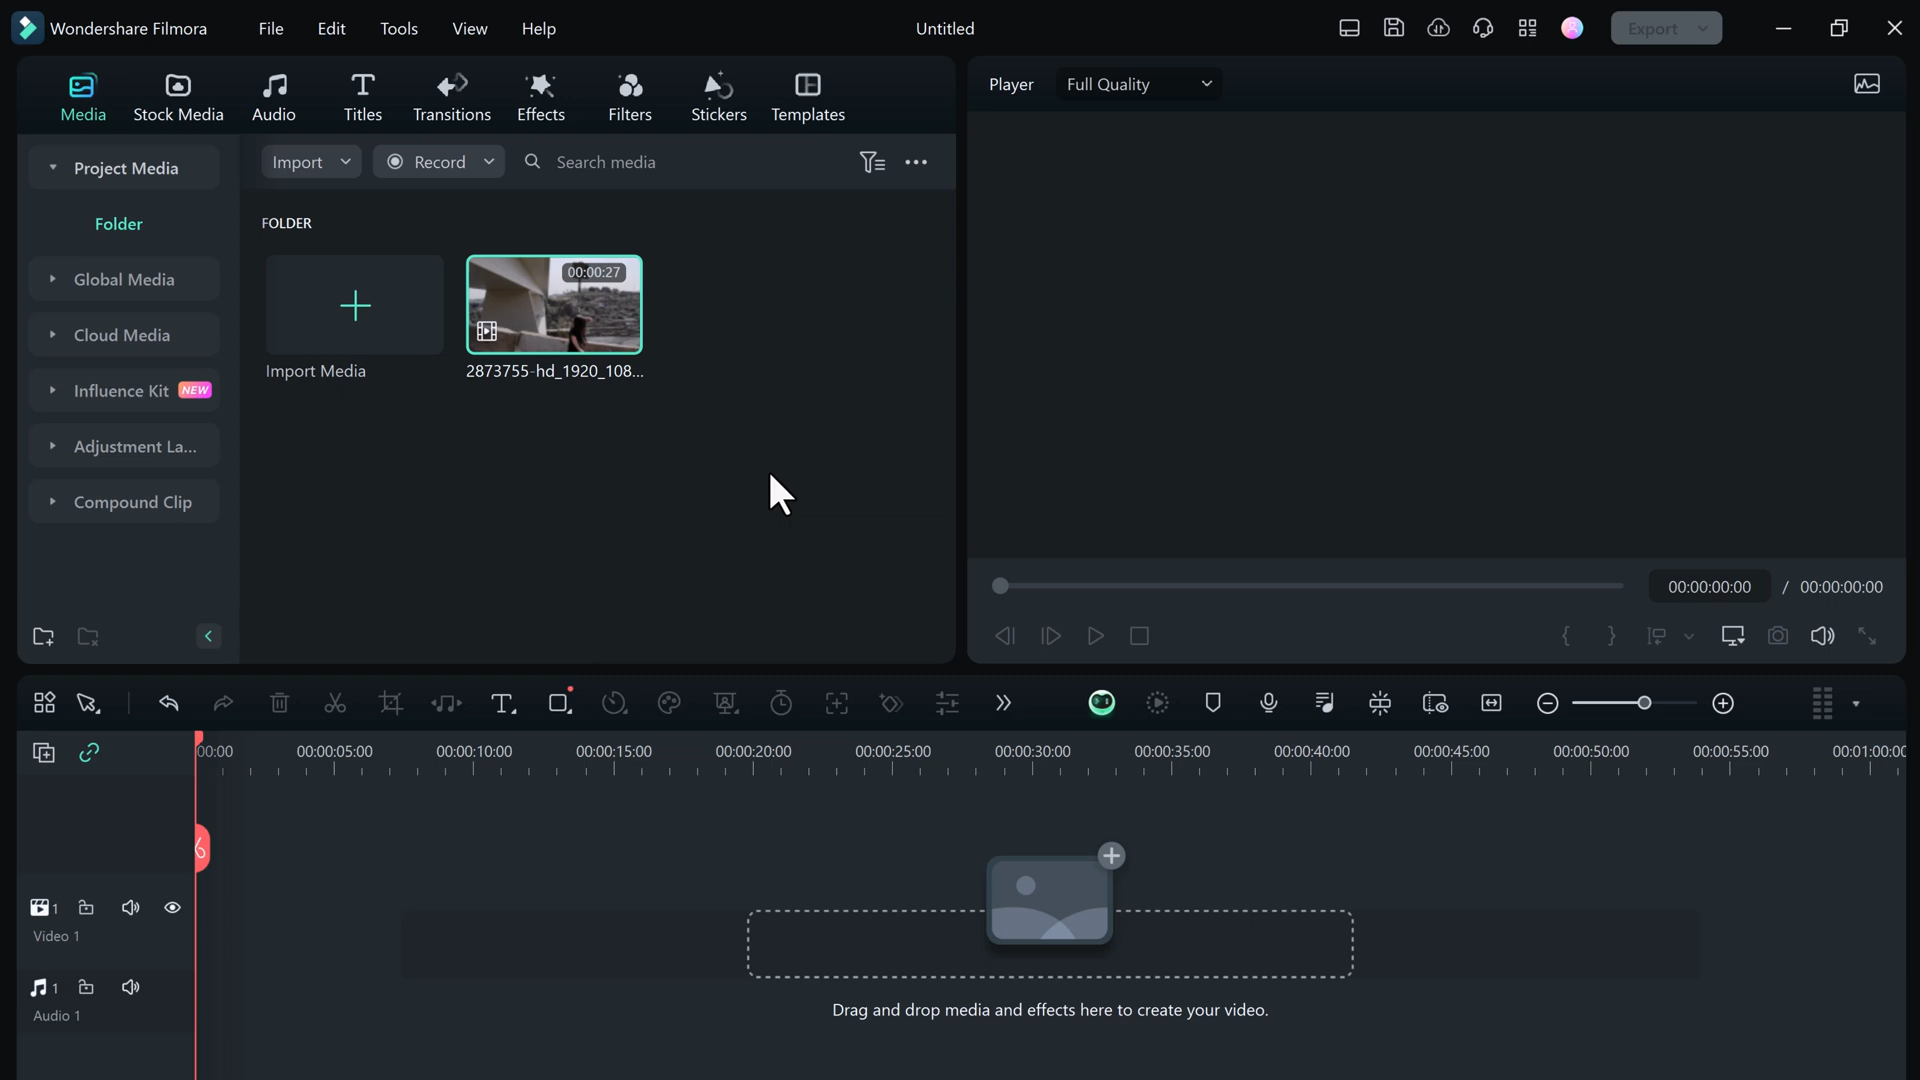 Wondershare Filmora File Edit Tools View Help Untitled Export
Media Stock Media Audio Titles Transitions Effects Filters Stickers Templates
Player Full Quality
Project Media
Folder
Global Media
Cloud Media
Influence Kit NEW
Adjustment La...
Compound Clip
Import Record Search media
FOLDER
00:00:27
Import Media 2873755-hd_1920_108...
00:00:00:00 / 00:00:00:00
00:00 00:00:05:00 00:00:10:00 00:00:15:00 00:00:20:00 00:00:25:00 00:00:30:00 00:00:35:00 00:00:40:00 00:00:45:00 00:00:50:00 00:00:55:00 00:01:00:00
1
Video 1
1
Audio 1
Drag and drop media and effects here to create your video.